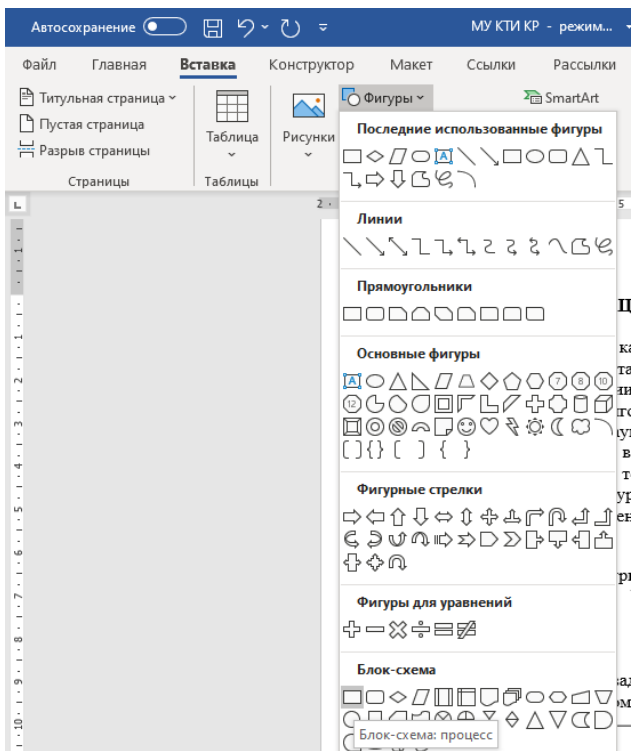 Автосохранение
МУ КТИ КР - режим...
Файл Главная Вставка Конструктор Макет Ссылки Рассылки
Титульная страница
Пустая страница
Разрыв страницы
Страницы
Таблица
Таблицы
Рисунки
Фигуры
SmartArt
Последние использованные фигуры
Линии
Прямоугольники
Основные фигуры
Фигурные стрелки
Фигуры для уравнений
Блок-схема
Блок-схема: процесс